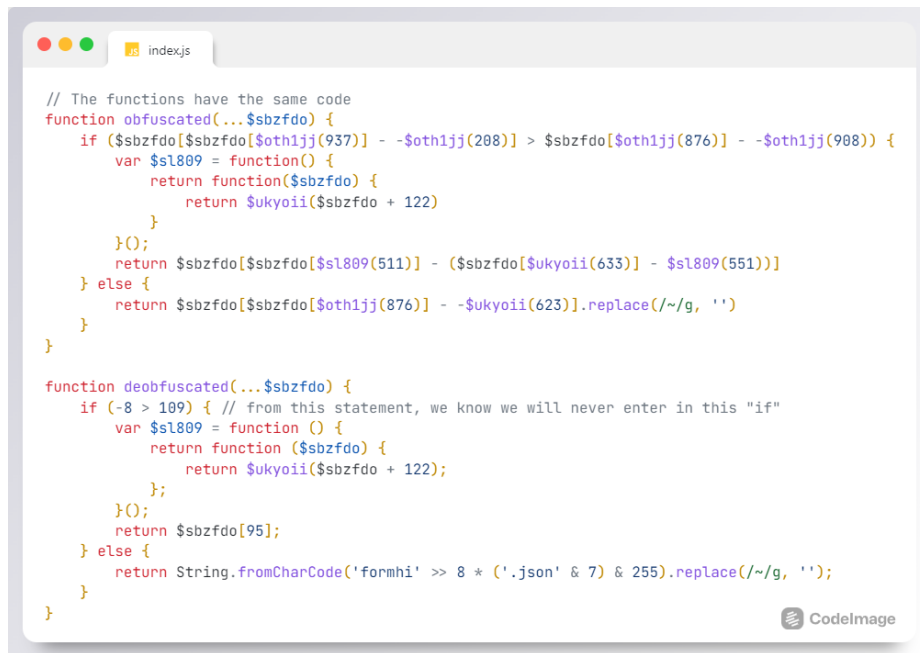 JS index.js
// The functions have the same code
function obfuscated(...$sbzfdo) {
    if ($sbzfdo[$sbzfdo[$oth1jj(937)] - -$oth1jj(208)] > $sbzfdo[$oth1jj(876)] - -$oth1jj(908)) {
        var $sl809 = function() {
            return function($sbzfdo) {
                return $ukyoii($sbzfdo + 122)
            }
        }();
        return $sbzfdo[$sbzfdo[$sl809(511)] - ($sbzfdo[$ukyoii(633)] - $sl809(551))]
    } else {
        return $sbzfdo[$sbzfdo[$oth1jj(876)] - -$ukyoii(623)].replace(/~/g, '')
    }
}
function deobfuscated(...$sbzfdo) {
    if (-8 > 109) { // from this statement, we know we will never enter in this "if"
        var $sl809 = function () {
            return function ($sbzfdo) {
                return $ukyoii($sbzfdo + 122);
            };
        }();
        return $sbzfdo[95];
    } else {
        return String.fromCharCode('formhi' >> 8 * ('.json' & 7) & 255).replace(/~/g, '');
    }
}
CodeImage